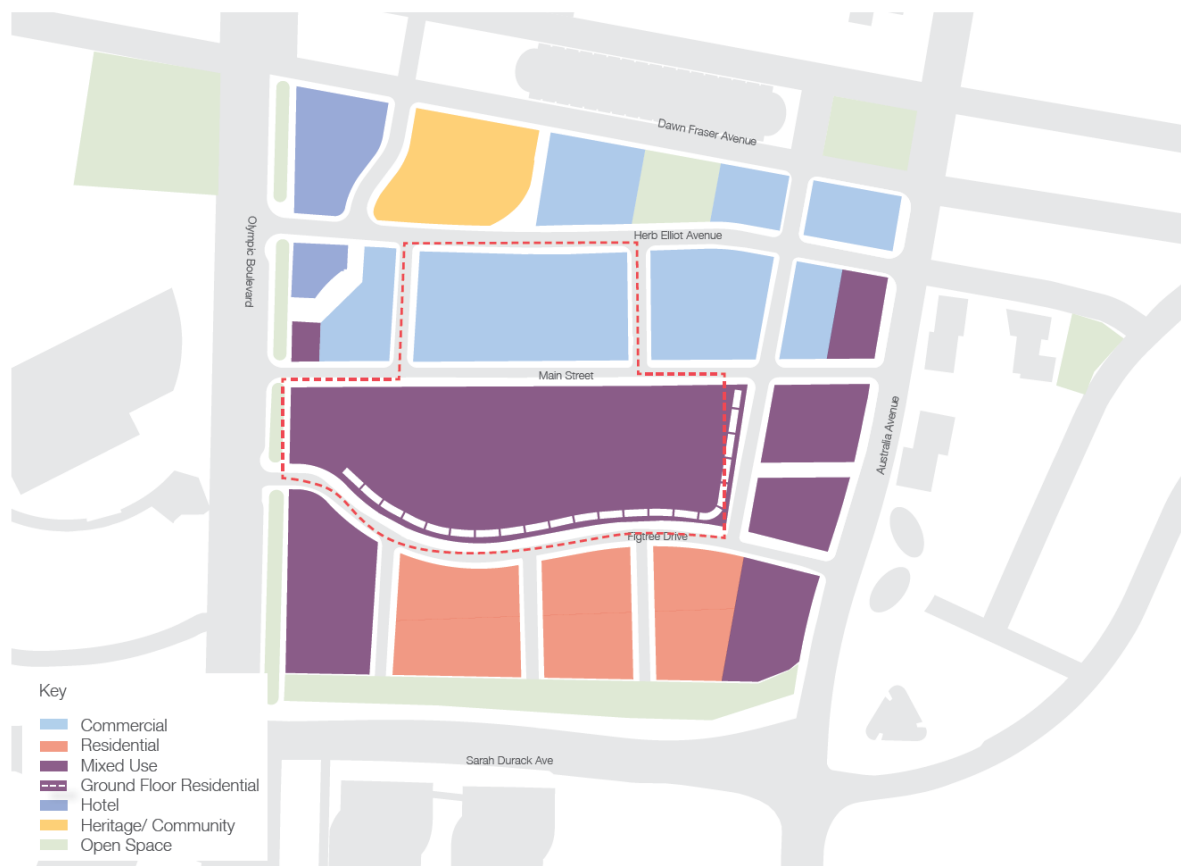 Dawn Fraser Avenue
Herb Elliot Avenue
Olympic Boulevard
Main Street
Australia Avenue
Figtree Drive
Key
Commercial
Residential
Mixed Use
Ground Floor Residential
Hotel
Heritage/ Community
Open Space
Sarah Durack Ave